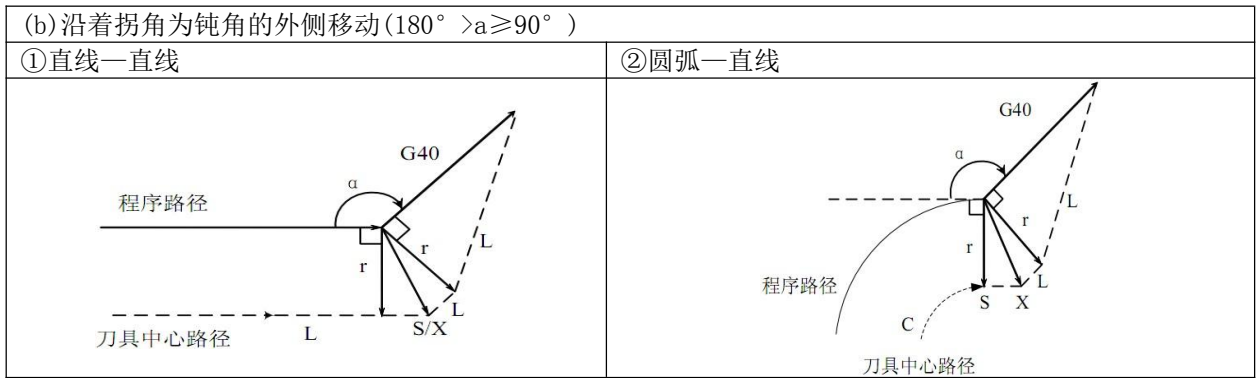 (b)沿着拐角为钝角的外侧移动(180°>a≥90°)
①直线—直线
②圆弧—直线
G40
α
程序路径
r
r
L
L
S/X
L
刀具中心路径
G40
α
L
r
r
程序路径
L
S
X
C
刀具中心路径